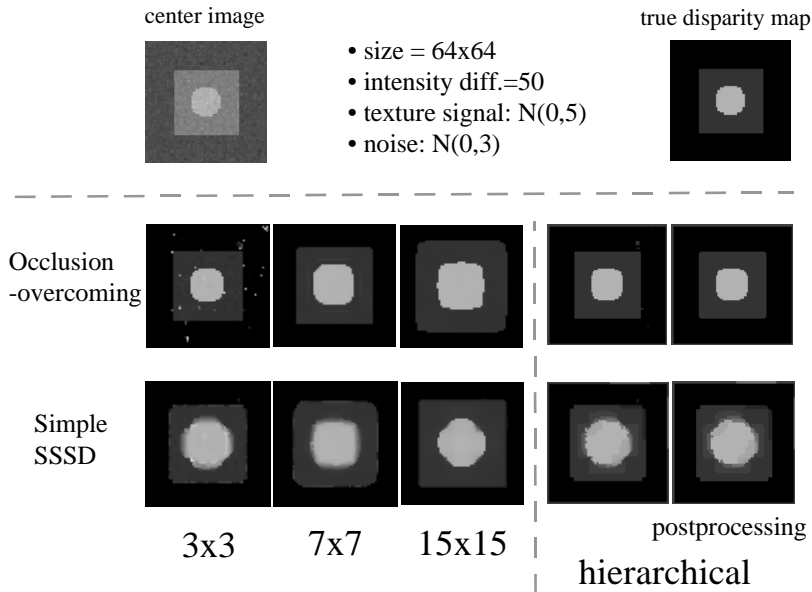 center image
true disparity map
• size = 64x64
• intensity diff.=50
• texture signal: N(0,5)
• noise: N(0,3)
Occlusion
-overcoming
Simple
SSSD
3x3
7x7
15x15
postprocessing
hierarchical